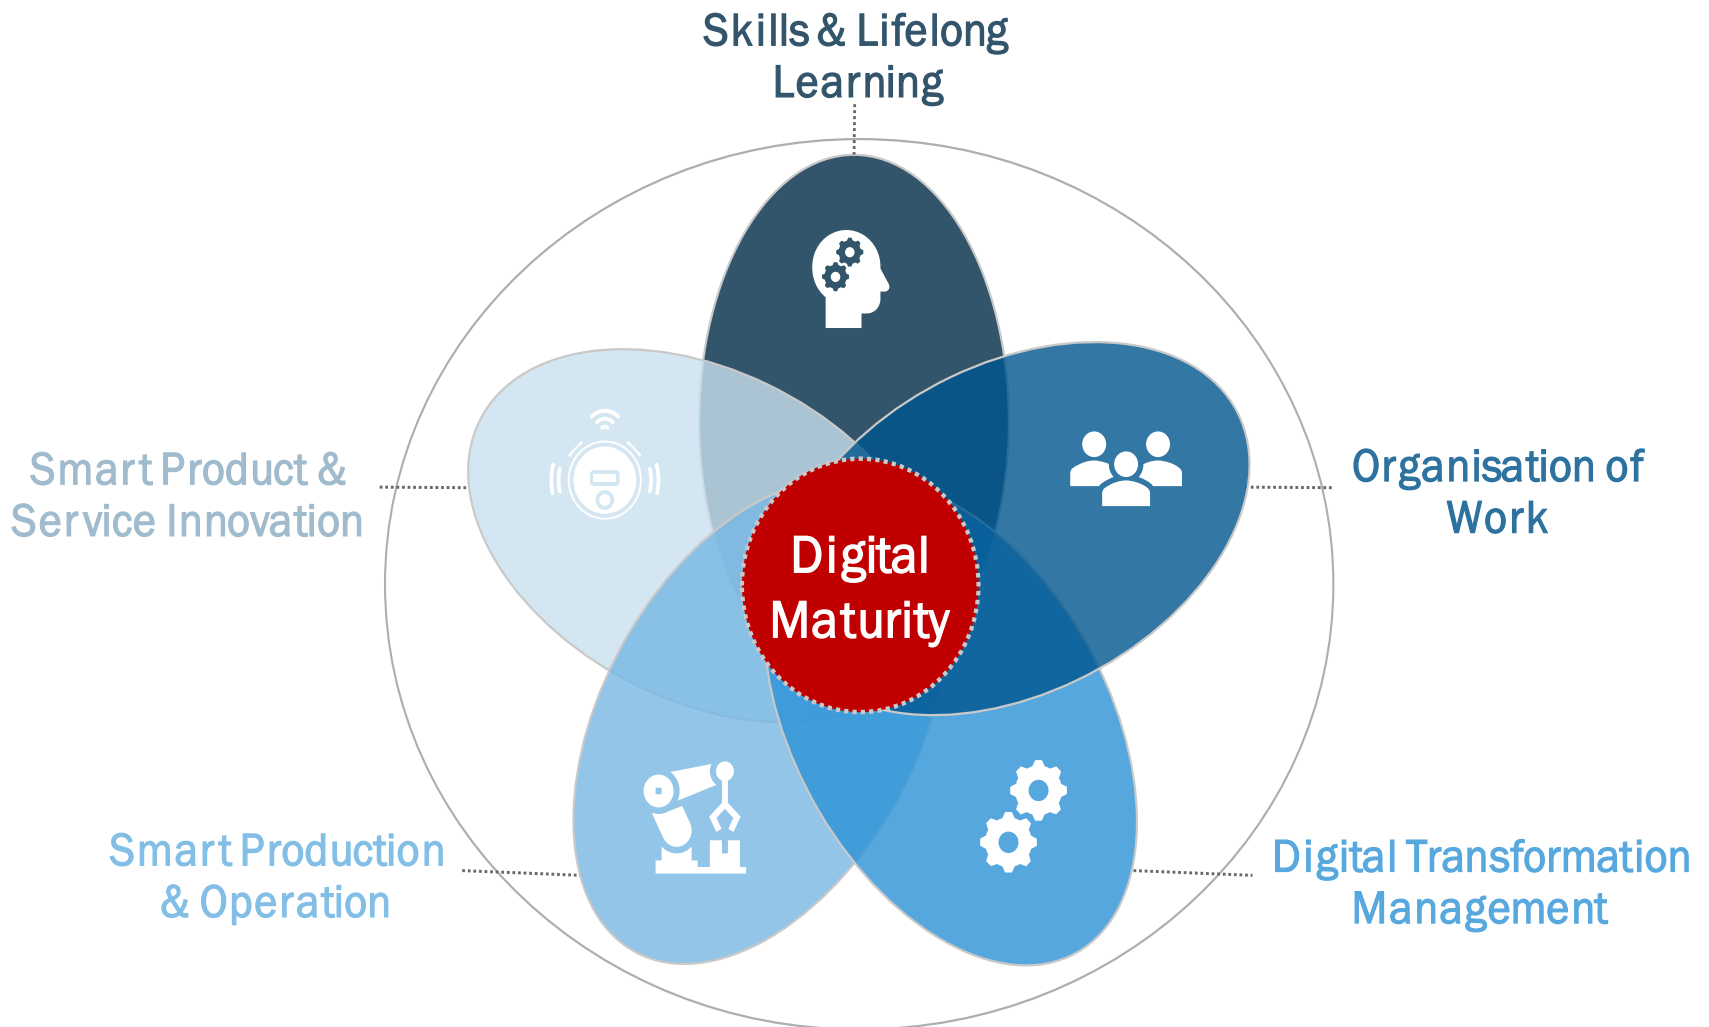 Skills & Lifelong
Learning
Smart Product &
Service Innovation
Organisation of
Work
Digital
Maturity
Smart Production
& Operation
Digital Transformation
Management